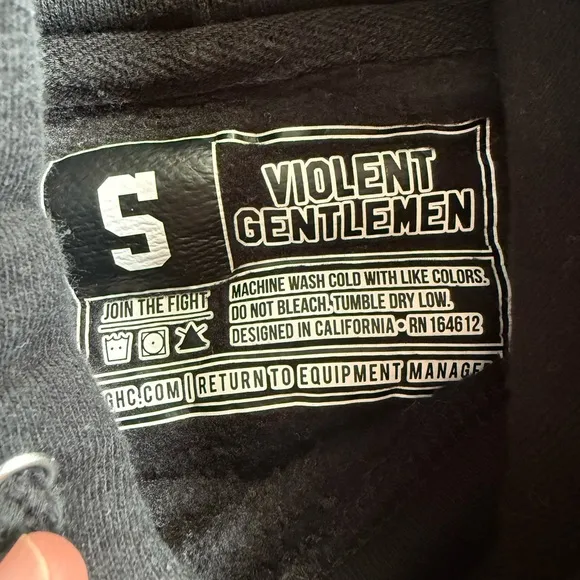 S
VIOLENT
GENTLEMEN
MACHINE WASH COLD WITH LIKE COLORS.
DO NOT BLEACH. TUMBLE DRY LOW.
DESIGNED IN CALIFORNIA • RN 164612
JOIN THE FIGHT
GHC.COM | RETURN TO EQUIPMENT MANAGE